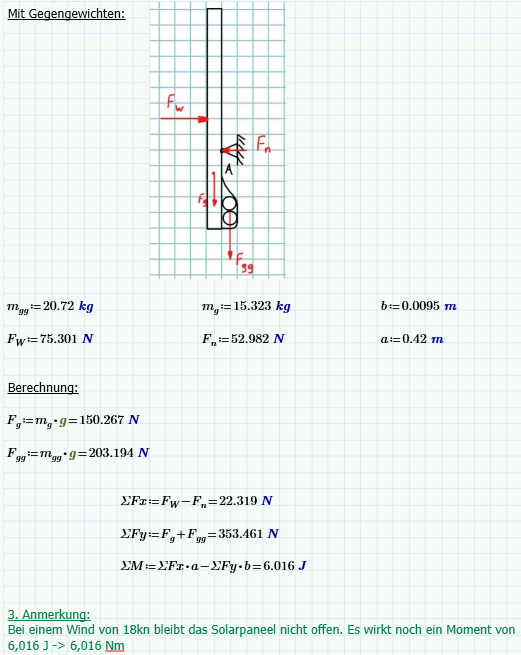 Mit Gegengewichten:
F_w
F_n
A
F_g
F_gg
m_gg:=20.72 kg m_g:=15.323 kg b:=0.0095 m
F_W:=75.301 N F_n:=52.982 N a:=0.42 m
Berechnung:
F_g:=m_g·g=150.267 N
F_gg:=m_gg·g=203.194 N
ΣFx:=F_W−F_n=22.319 N
ΣFy:=F_g+F_gg=353.461 N
ΣM:=ΣFx·a−ΣFy·b=6.016 J
3. Anmerkung:
Bei einem Wind von 18kn bleibt das Solarpaneel nicht offen. Es wirkt noch ein Moment von
6,016 J -> 6,016 Nm